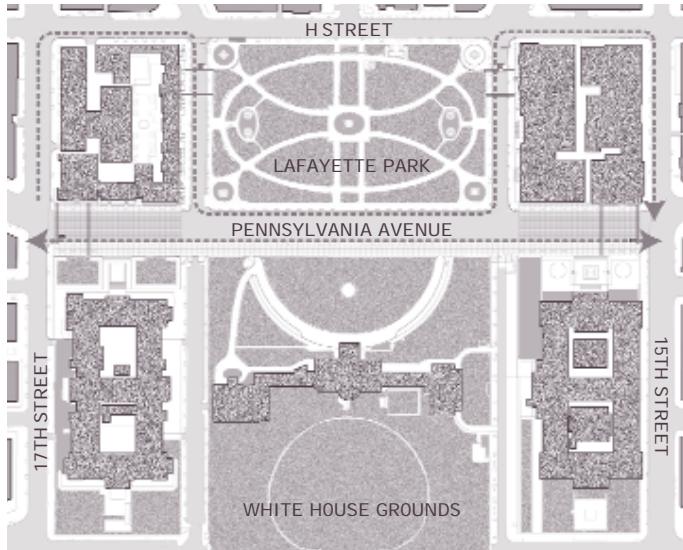 H STREET
LAFAYETTE PARK
PENNSYLVANIA AVENUE
17TH STREET
15TH STREET
WHITE HOUSE GROUNDS